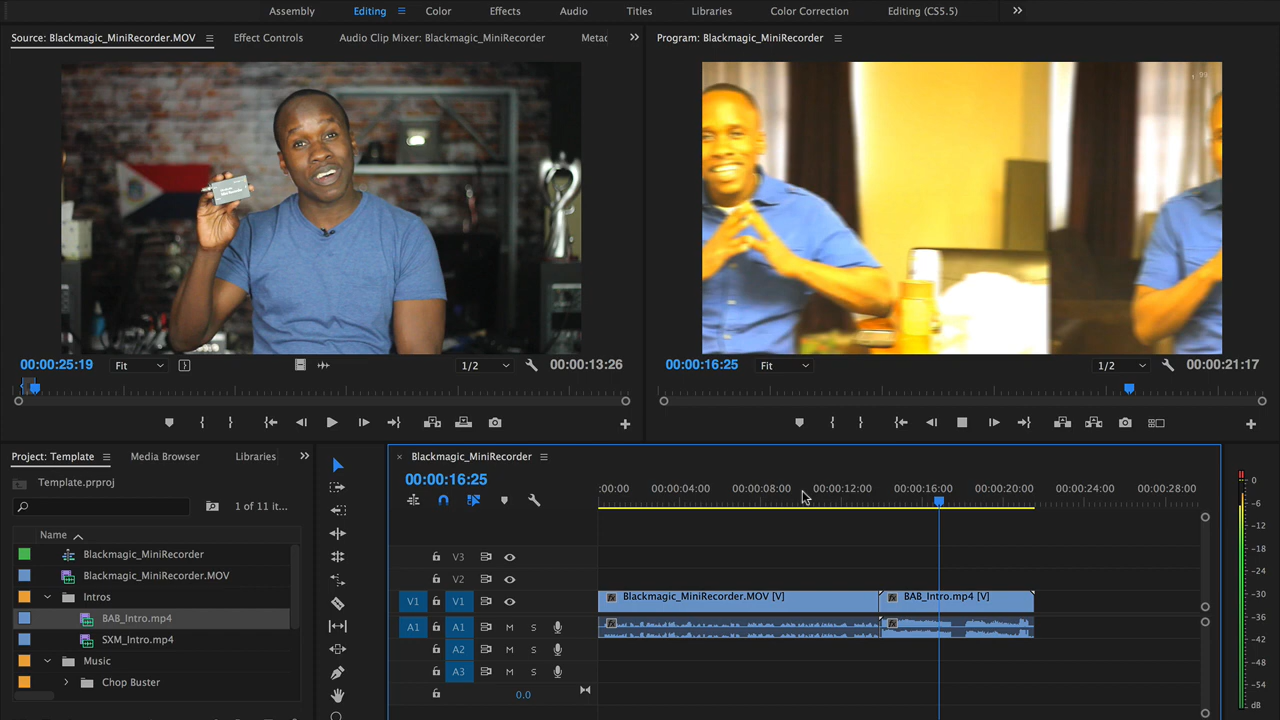 Assembly Editing Color Effects Audio Titles Libraries Color Correction Editing (CS5.5)
Source: Blackmagic_MiniRecorder.MOV Effect Controls Audio Clip Mixer: Blackmagic_MiniRecorder Metac
Program: Blackmagic_MiniRecorder
00:00:25:19 Fit 1/2 00:00:13:26
00:00:16:25 Fit 1/2 00:00:21:17
Project: Template Media Browser Libraries
Template.prproj
1 of 11 it...
Name
Blackmagic_MiniRecorder
Blackmagic_MiniRecorder.MOV
Intros
BAB_Intro.mp4
SXM_Intro.mp4
Music
Chop Buster
× Blackmagic_MiniRecorder
00:00:16:25
:00:00 00:00:04:00 00:00:08:00 00:00:12:00 00:00:16:00 00:00:20:00 00:00:24:00 00:00:28:00
V3
V2
V1 V1 Blackmagic_MiniRecorder.MOV [V] BAB_Intro.mp4 [V]
A1 A1 M S
A2 M S
A3 M S
0.0
0
-6
-12
-18
-24
-30
-36
-42
-48
-54
dB